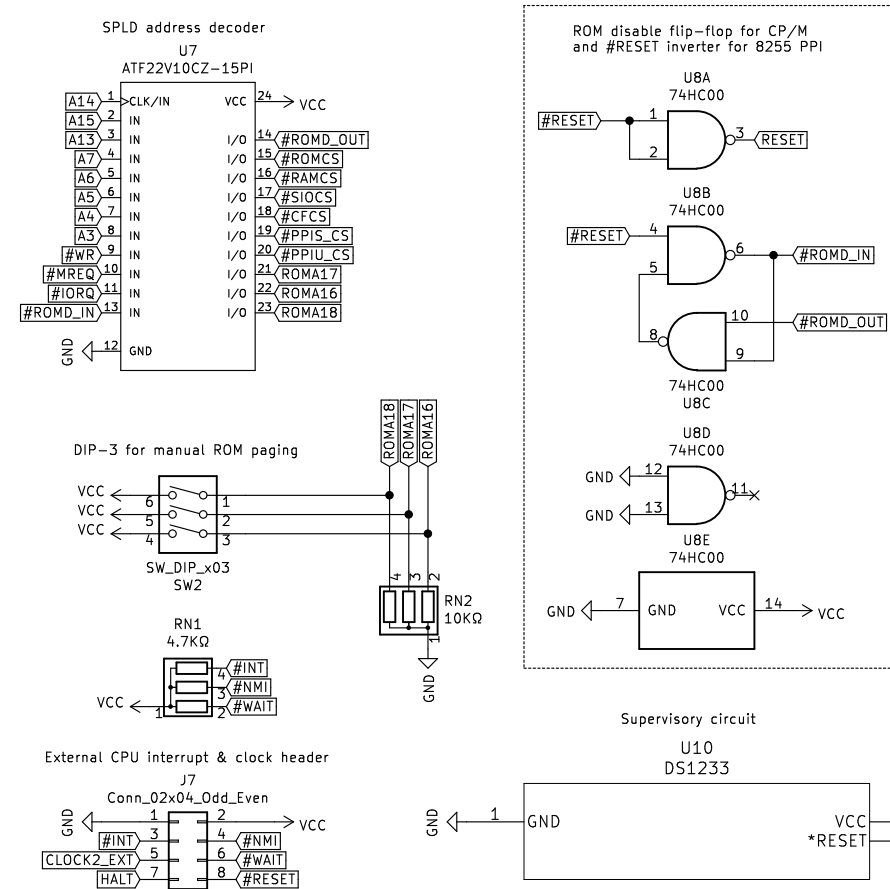 SPLD address decoder
U7
ATF22V10CZ-15PI
A14 1 CLK/IN VCC 24 VCC
A15 2 IN
A13 3 IN I/O 14 #ROMD_OUT
A7 4 IN I/O 15 #ROMCS
A6 5 IN I/O 16 #RAMCS
A5 6 IN I/O 17 #SIOCS
A4 7 IN I/O 18 #CFCS
A3 8 IN I/O 19 #PPIS_CS
#WR 9 IN I/O 20 #PPIU_CS
#MREQ 10 IN I/O 21 ROMA17
#IORQ 11 IN I/O 22 ROMA16
#ROMD_IN 13 IN I/O 23 ROMA18
GND 12 GND
ROM disable flip-flop for CP/M
and #RESET inverter for 8255 PPI
U8A
74HC00
#RESET 1 3 RESET
2
U8B
74HC00
#RESET 4 6 #ROMD_IN
5
8 10 #ROMD_OUT
9
74HC00
U8C
U8D
74HC00
GND 12 11
GND 13
U8E
74HC00
GND 7 GND VCC 14 VCC
DIP-3 for manual ROM paging
ROMA18 ROMA17 ROMA16
VCC 6 1
VCC 5 2
VCC 4 3
SW_DIP_x03
SW2
4 3 2
RN2
10KΩ
1
GND
RN1
4.7KΩ
4 #INT
3 #NMI
VCC 1 2 #WAIT
External CPU interrupt & clock header
J7
Conn_02x04_Odd_Even
GND 1 2 VCC
#INT 3 4 #NMI
CLOCK2_EXT 5 6 #WAIT
HALT 7 8 #RESET
Supervisory circuit
U10
DS1233
GND 1 GND VCC
*RESET